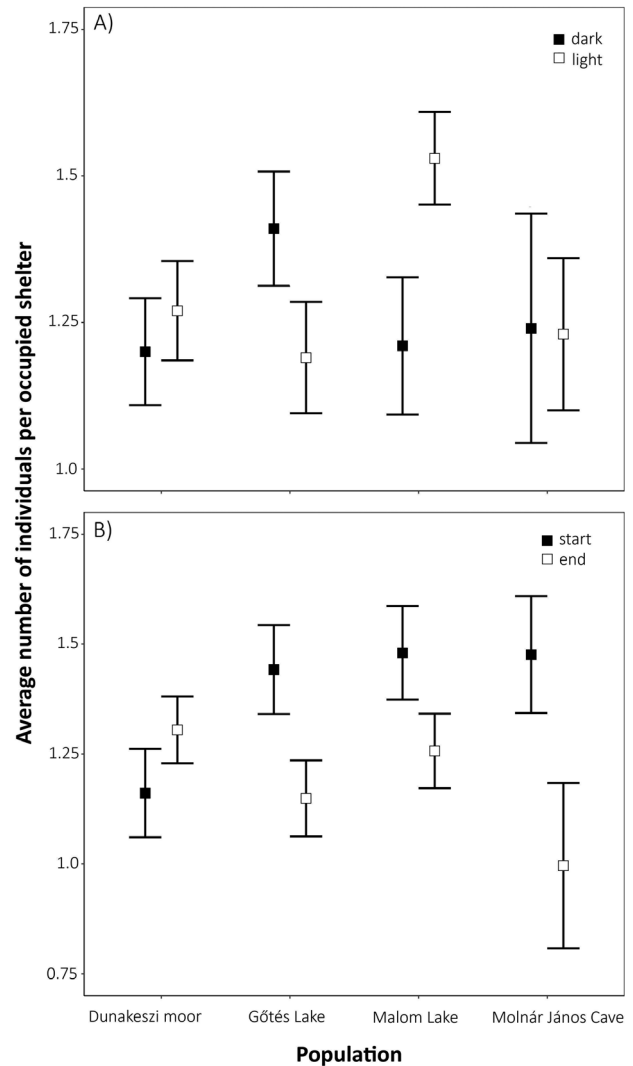 A)
dark
light
1.75
1.5
1.25
1.0
Average number of individuals per occupied shelter
B)
start
end
1.75
1.5
1.25
1.0
0.75
Dunakeszi moor
Gőtés Lake
Malom Lake
Molnár János Cave
Population